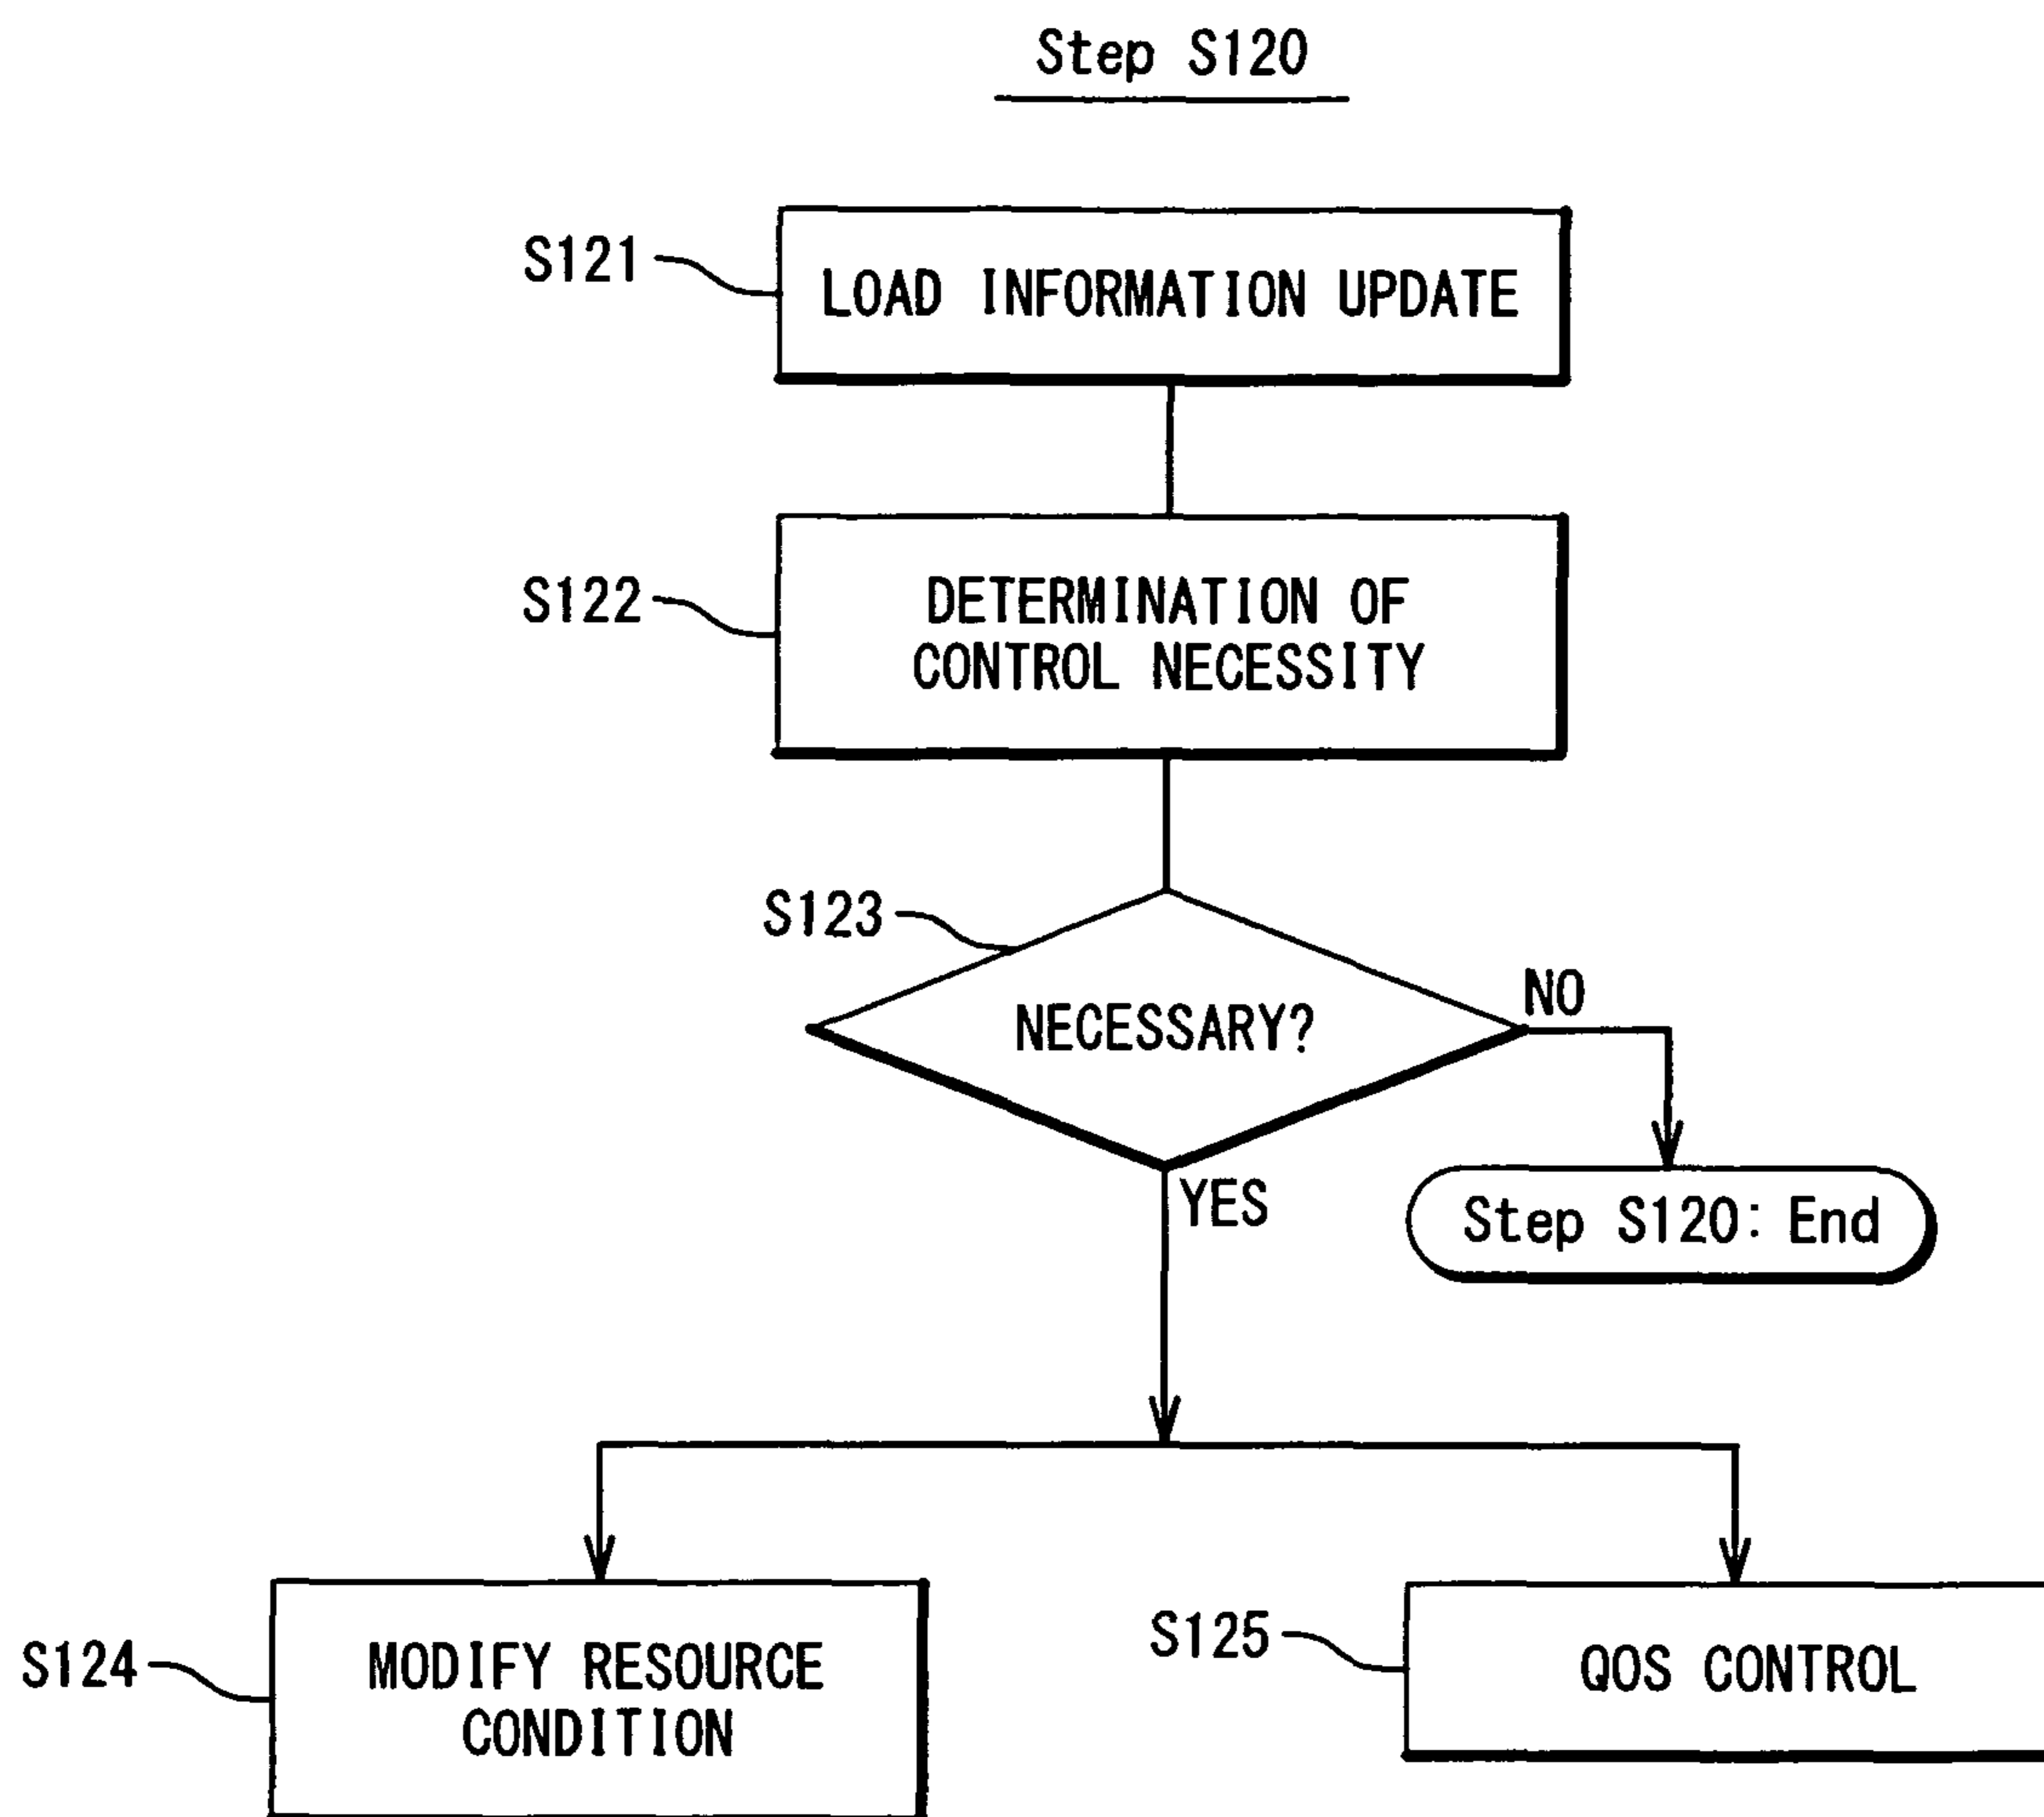 Step S120
S121
LOAD INFORMATION UPDATE
S122
DETERMINATION OF
CONTROL NECESSITY
S123
NECESSARY?
NO
YES
Step S120: End
S124
MODIFY RESOURCE
CONDITION
S125
QOS CONTROL